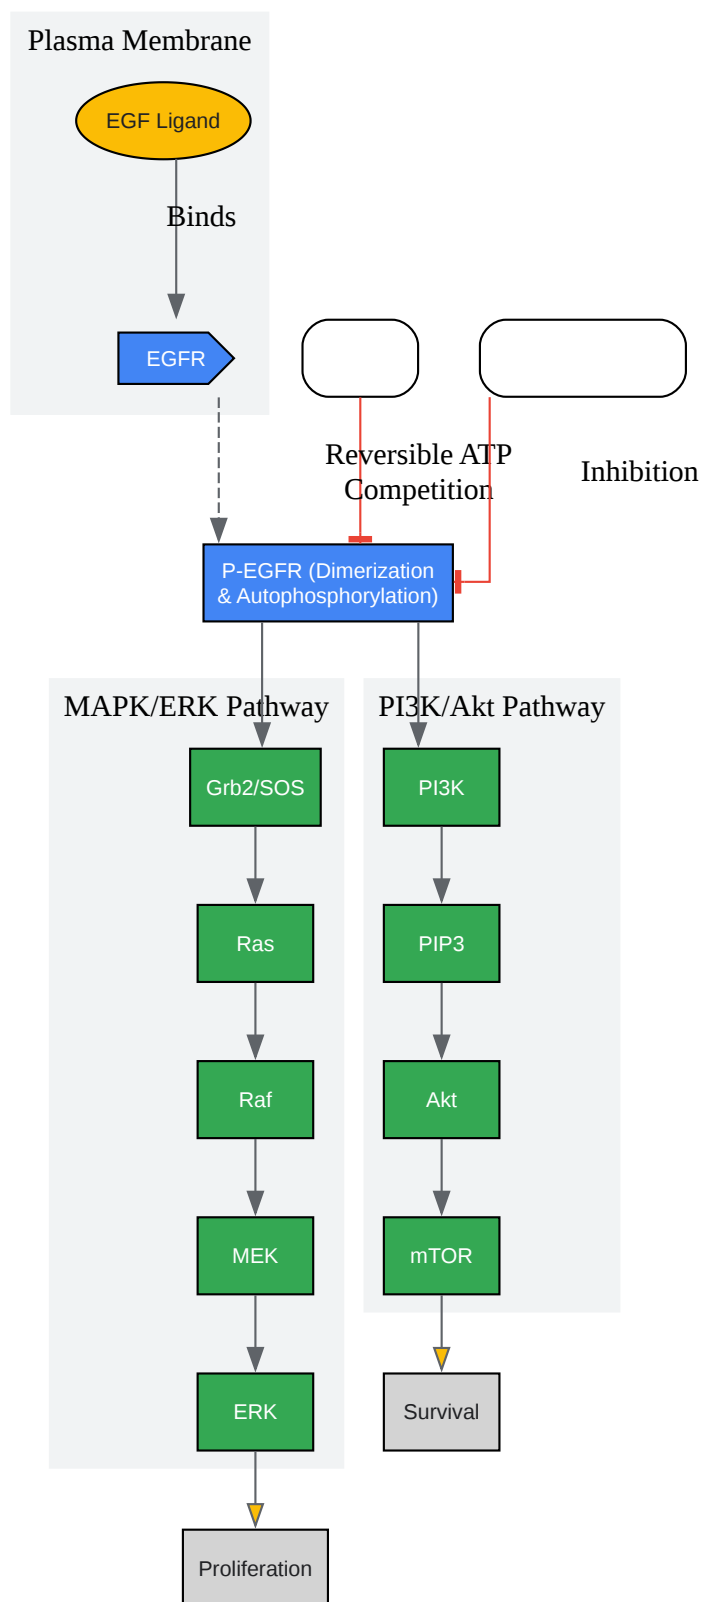 Plasma Membrane
EGF Ligand
Binds
EGFR
Reversible ATP
Competition
Inhibition
P-EGFR (Dimerization
& Autophosphorylation)
MAPK/ERK Pathway
PI3K/Akt Pathway
Grb2/SOS
PI3K
Ras
PIP3
Raf
Akt
MEK
mTOR
ERK
Survival
Proliferation